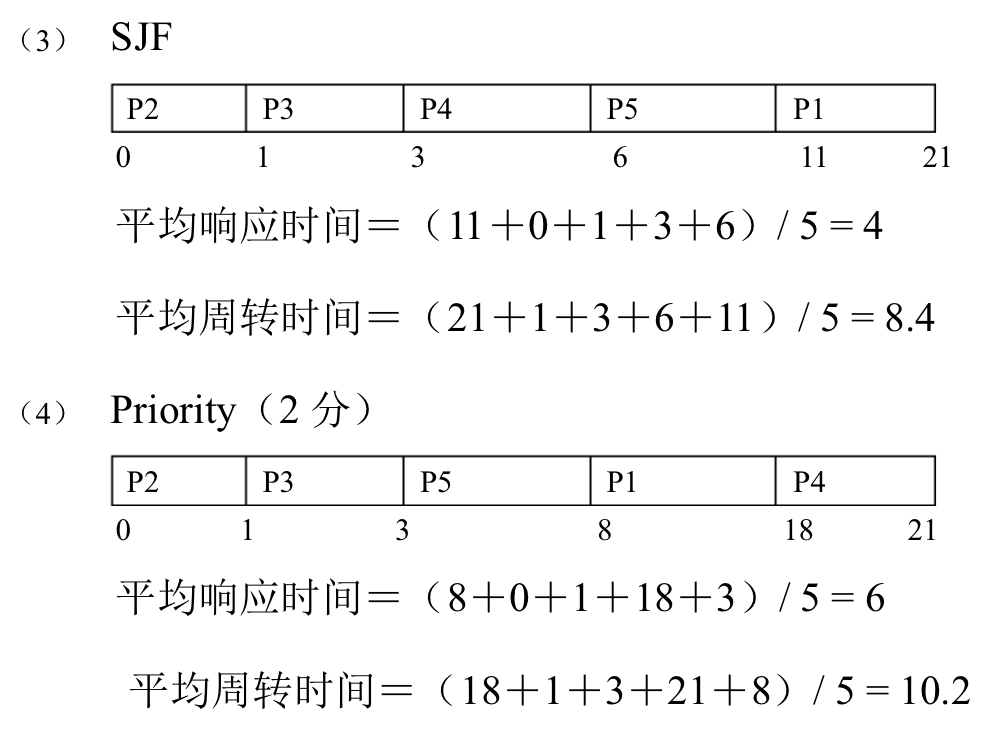 （3） SJF
P2 P3 P4 P5 P1
0 1 3 6 11 21
平均响应时间＝（11＋0＋1＋3＋6）/ 5 = 4
平均周转时间＝（21＋1＋3＋6＋11）/ 5 = 8.4
（4） Priority（2 分）
P2 P3 P5 P1 P4
0 1 3 8 18 21
平均响应时间＝（8＋0＋1＋18＋3）/ 5 = 6
平均周转时间＝（18＋1＋3＋21＋8）/ 5 = 10.2